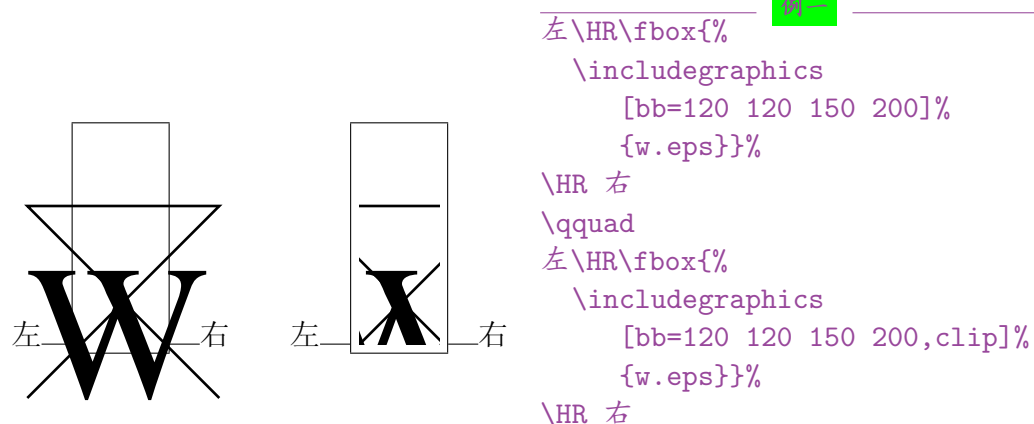 左 W 右 左 右
例一
左\HR\fbox{%
\includegraphics
[bb=120 120 150 200]%
{w.eps}}%
\HR 右
\qquad
左\HR\fbox{%
\includegraphics
[bb=120 120 150 200,clip]%
{w.eps}}%
\HR 右